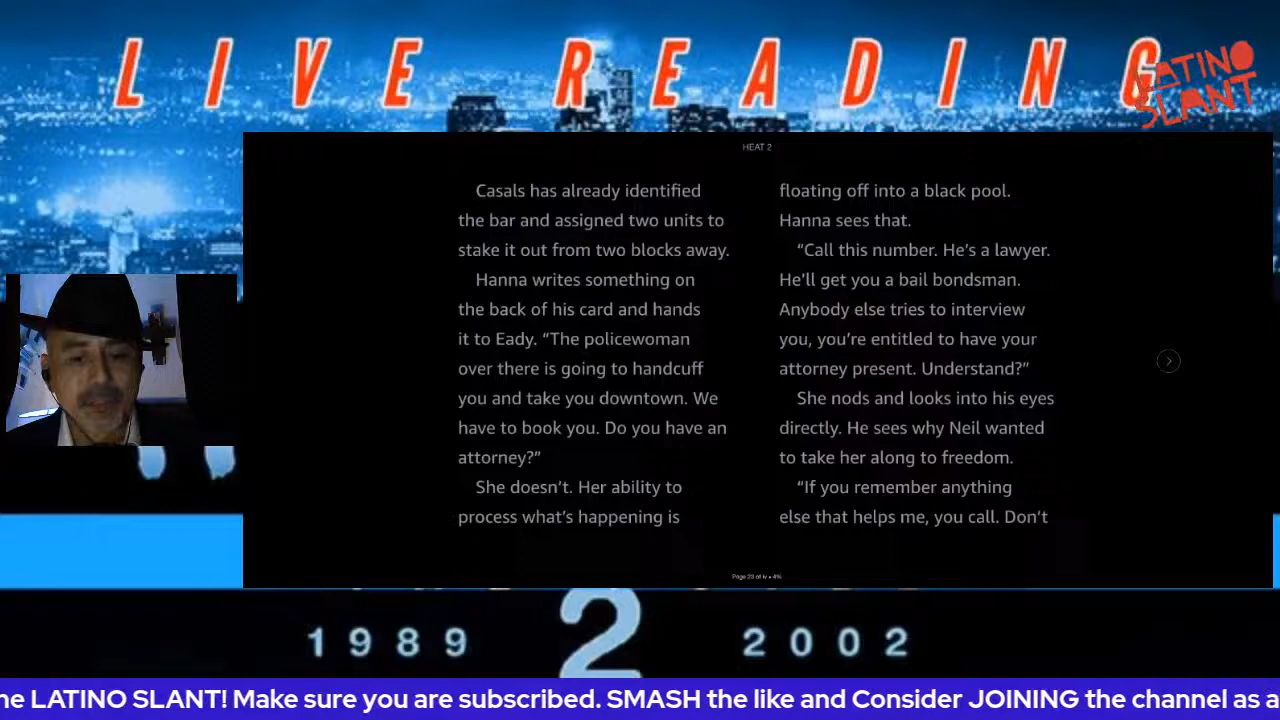 LIVE READING
LATINO
SLANT
HEAT 2
Casals has already identified
the bar and assigned two units to
stake it out from two blocks away.
Hanna writes something on
the back of his card and hands
it to Eady. “The policewoman
over there is going to handcuff
you and take you downtown. We
have to book you. Do you have an
attorney?”
She doesn’t. Her ability to
process what’s happening is
floating off into a black pool.
Hanna sees that.
“Call this number. He’s a lawyer.
He’ll get you a bail bondsman.
Anybody else tries to interview
you, you’re entitled to have your
attorney present. Understand?”
She nods and looks into his eyes
directly. He sees why Neil wanted
to take her along to freedom.
“If you remember anything
else that helps me, you call. Don’t
Page 23 of iv • 4%
1989 2 2002
he LATINO SLANT! Make sure you are subscribed. SMASH the like and Consider JOINING the channel as a